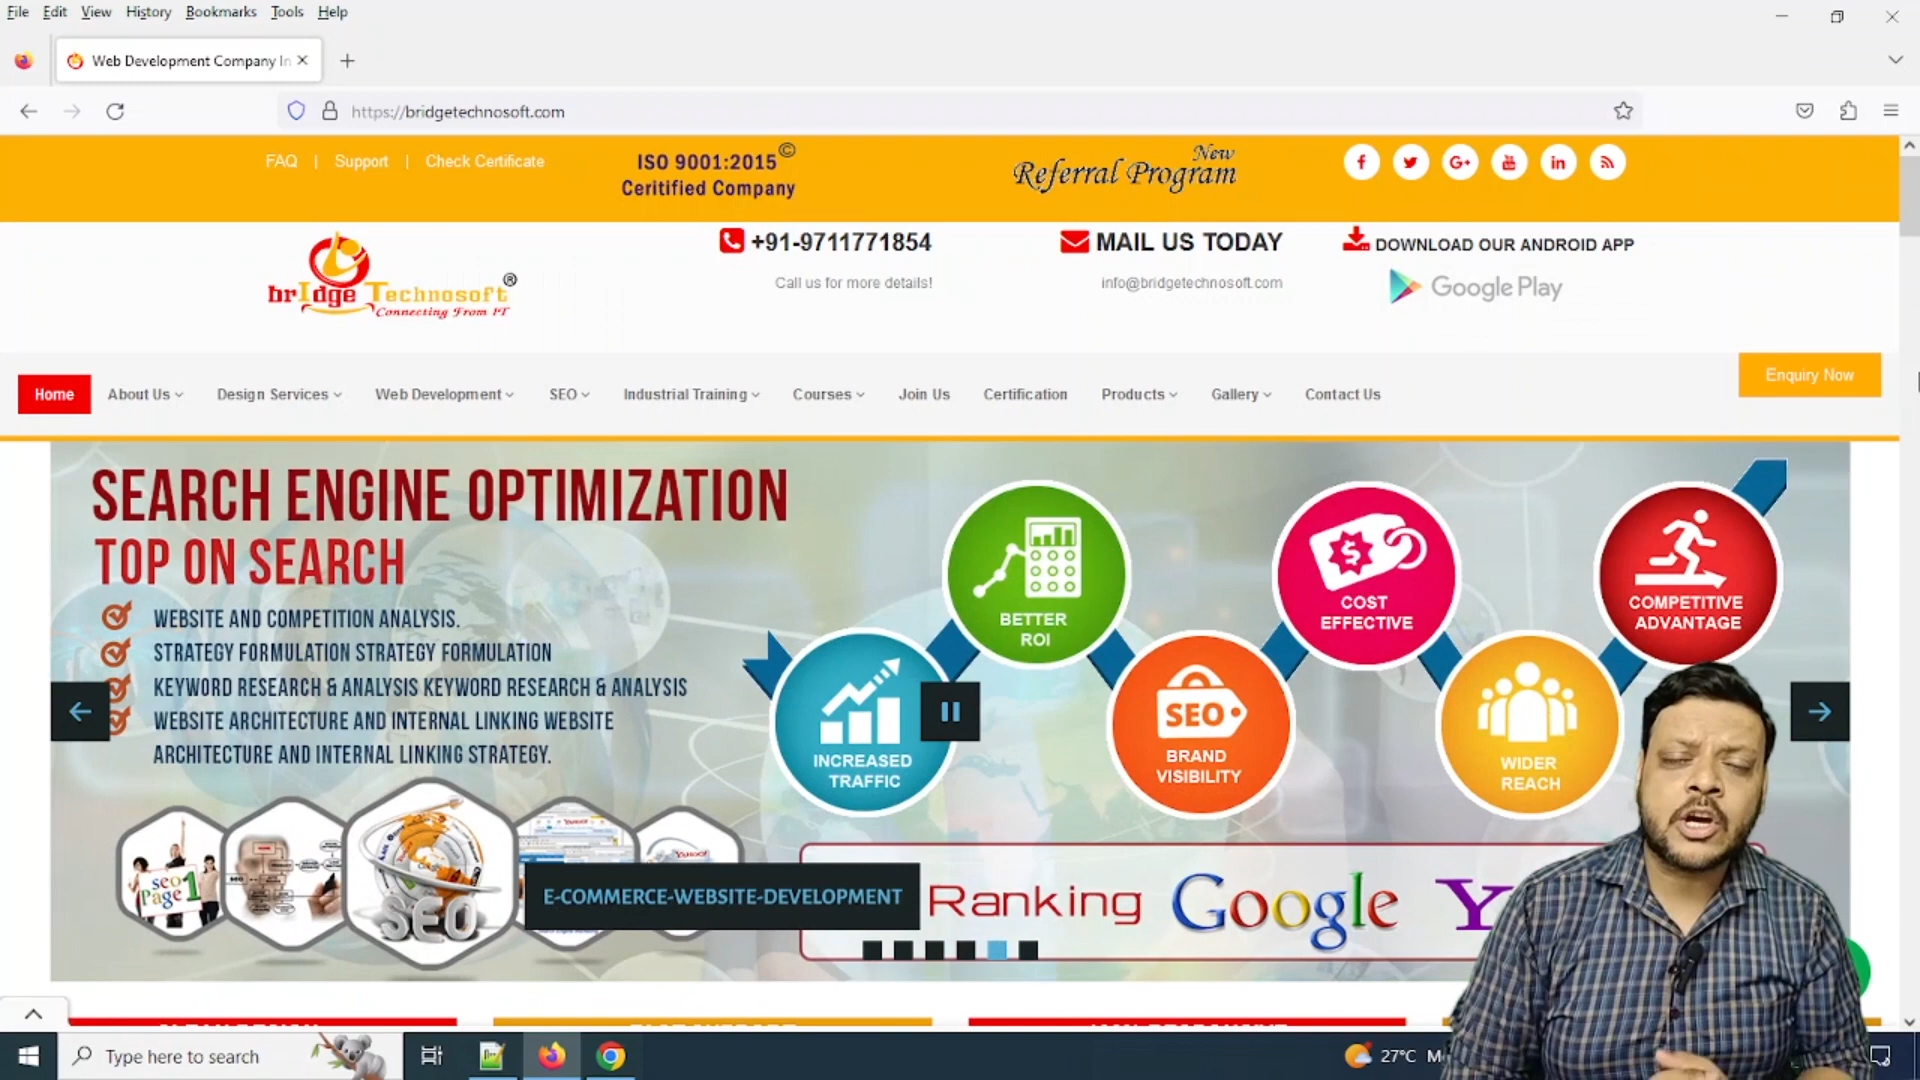 File Edit View History Bookmarks Tools Help
Web Development Company In
https://bridgetechnosoft.com
FAQ | Support | Check Certificate
ISO 9001:2015 ©
Ceritified Company
New
Referral Program
+91-9711771854
Call us for more details!
MAIL US TODAY
info@bridgetechnosoft.com
DOWNLOAD OUR ANDROID APP
Google Play
brIdge Technosoft ®
Connecting From IT
Enquiry Now
Home About Us Design Services Web Development SEO Industrial Training Courses Join Us Certification Products Gallery Contact Us
SEARCH ENGINE OPTIMIZATION
TOP ON SEARCH
WEBSITE AND COMPETITION ANALYSIS.
STRATEGY FORMULATION STRATEGY FORMULATION
KEYWORD RESEARCH & ANALYSIS KEYWORD RESEARCH & ANALYSIS
WEBSITE ARCHITECTURE AND INTERNAL LINKING WEBSITE
ARCHITECTURE AND INTERNAL LINKING STRATEGY.
INCREASED
TRAFFIC
BETTER
ROI
SEO
BRAND
VISIBILITY
COST
EFFECTIVE
WIDER
REACH
COMPETITIVE
ADVANTAGE
seo
Page 1
SEO
E-COMMERCE-WEBSITE-DEVELOPMENT
Ranking Google Y
Type here to search
27°C M